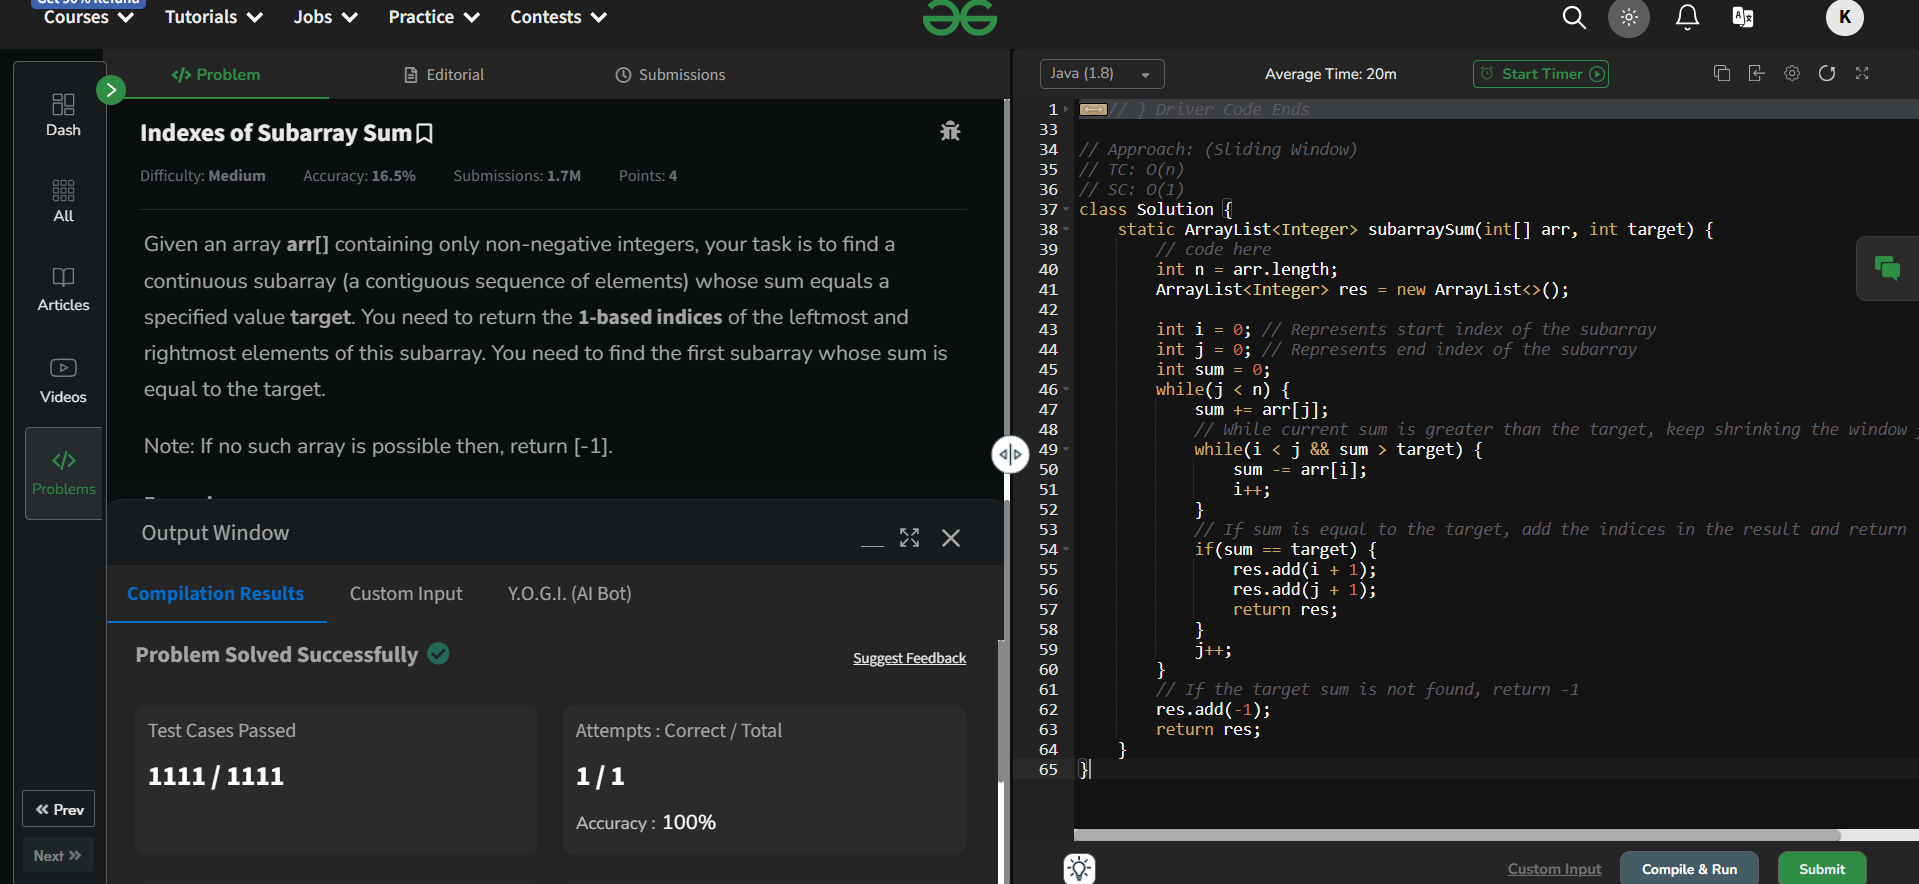 Courses
Tutorials
Jobs
Practice
Contests
K
Dash
All
Articles
Videos
Problems
Prev
Next
Problem
Editorial
Submissions
Indexes of Subarray Sum
Difficulty: Medium Accuracy: 16.5% Submissions: 1.7M Points: 4
Given an array arr[] containing only non-negative integers, your task is to find a
continuous subarray (a contiguous sequence of elements) whose sum equals a
specified value target. You need to return the 1-based indices of the leftmost and
rightmost elements of this subarray. You need to find the first subarray whose sum is
equal to the target.
Note: If no such array is possible then, return [-1].
Output Window
Compilation Results
Custom Input
Y.O.G.I. (AI Bot)
Problem Solved Successfully
Suggest Feedback
Test Cases Passed
1111 / 1111
Attempts : Correct / Total
1 / 1
Accuracy : 100%
Java (1.8)
Average Time: 20m
Start Timer
1 // } Driver Code Ends
33
34 // Approach: (Sliding Window)
35 // TC: O(n)
36 // SC: O(1)
37 class Solution {
38 static ArrayList<Integer> subarraySum(int[] arr, int target) {
39 // code here
40 int n = arr.length;
41 ArrayList<Integer> res = new ArrayList<>();
42
43 int i = 0; // Represents start index of the subarray
44 int j = 0; // Represents end index of the subarray
45 int sum = 0;
46 while(j < n) {
47 sum += arr[j];
48 // While current sum is greater than the target, keep shrinking the window
49 while(i < j && sum > target) {
50 sum -= arr[i];
51 i++;
52 }
53 // If sum is equal to the target, add the indices in the result and return
54 if(sum == target) {
55 res.add(i + 1);
56 res.add(j + 1);
57 return res;
58 }
59 j++;
60 }
61 // If the target sum is not found, return -1
62 res.add(-1);
63 return res;
64 }
65 }
Custom Input
Compile & Run
Submit